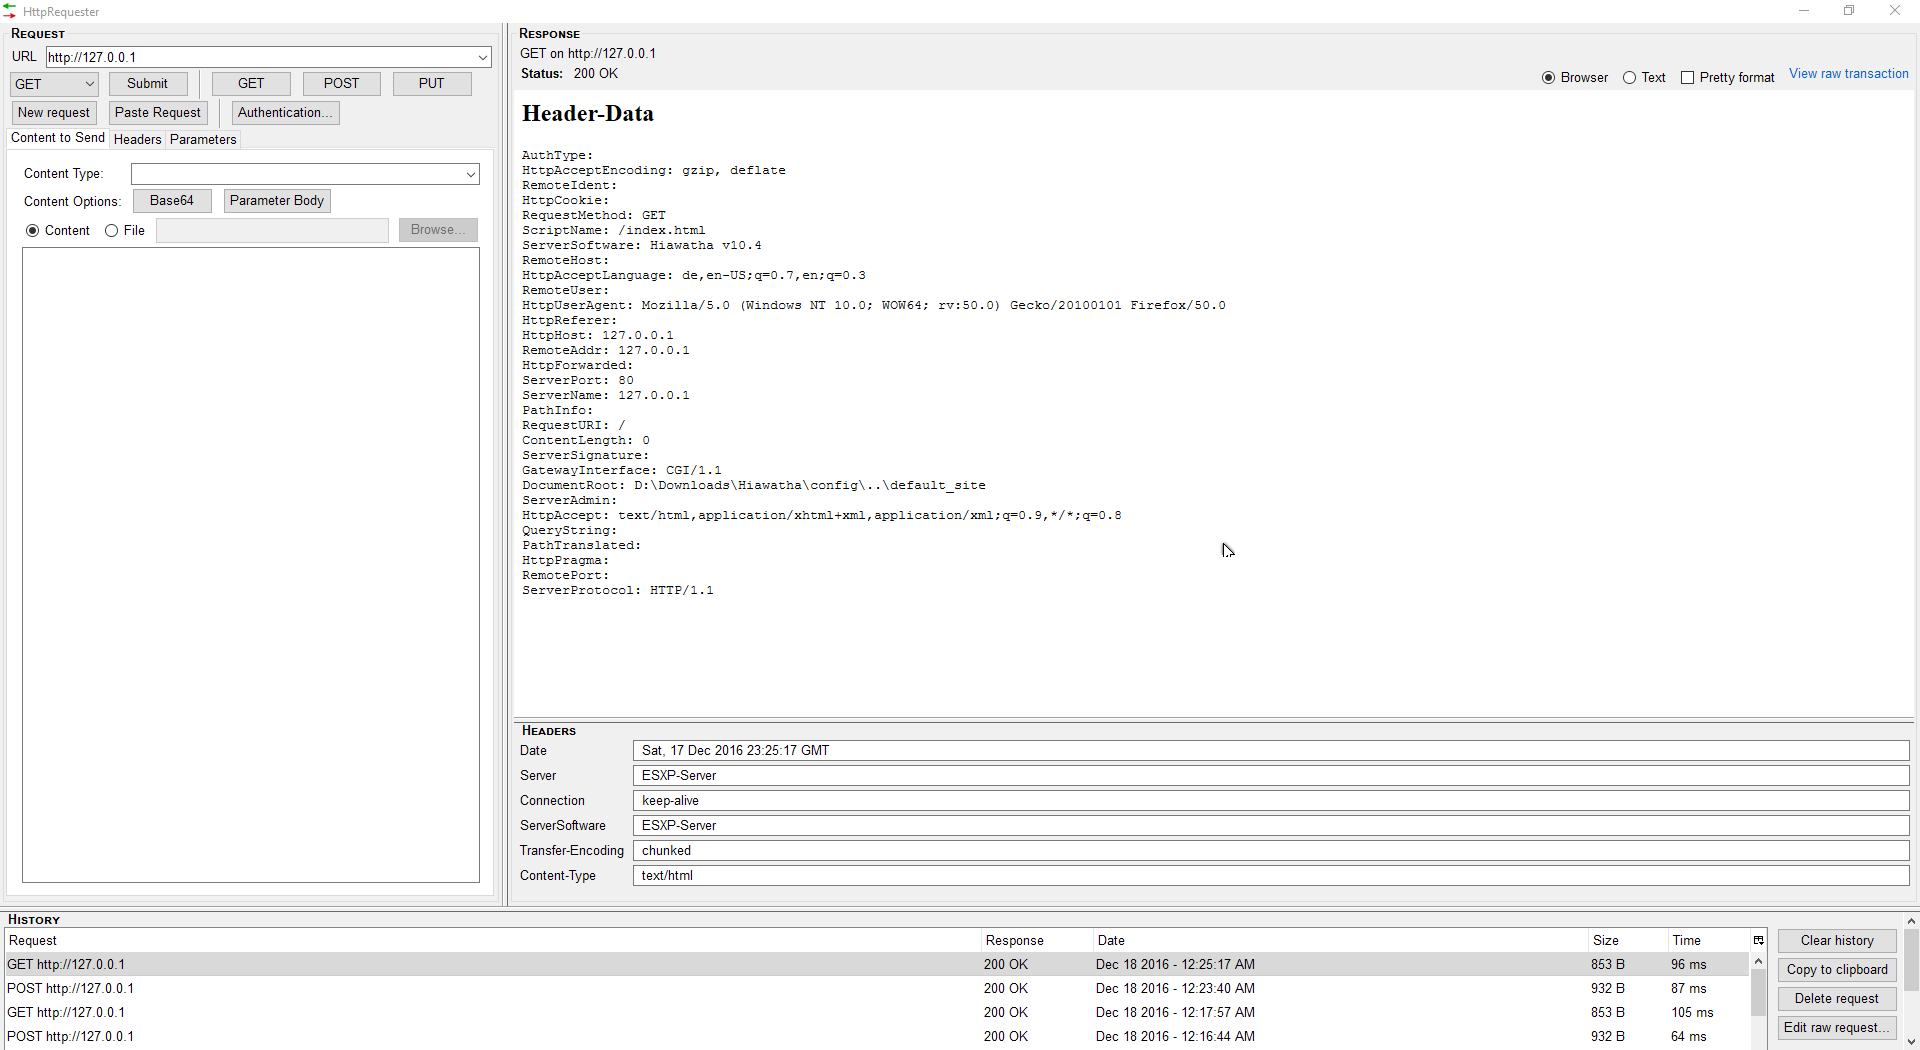 HttpRequester
REQUEST
URL http://127.0.0.1
GET Submit GET POST PUT
New request Paste Request Authentication...
Content to Send Headers Parameters
Content Type:
Content Options: Base64 Parameter Body
Content File Browse...
RESPONSE
GET on http://127.0.0.1
Status: 200 OK
Browser Text Pretty format View raw transaction
Header-Data
AuthType:
HttpAcceptEncoding: gzip, deflate
RemoteIdent:
HttpCookie:
RequestMethod: GET
ScriptName: /index.html
ServerSoftware: Hiawatha v10.4
RemoteHost:
HttpAcceptLanguage: de,en-US;q=0.7,en;q=0.3
RemoteUser:
HttpUserAgent: Mozilla/5.0 (Windows NT 10.0; WOW64; rv:50.0) Gecko/20100101 Firefox/50.0
HttpReferer:
HttpHost: 127.0.0.1
RemoteAddr: 127.0.0.1
HttpForwarded:
ServerPort: 80
ServerName: 127.0.0.1
PathInfo:
RequestURI: /
ContentLength: 0
ServerSignature:
GatewayInterface: CGI/1.1
DocumentRoot: D:\Downloads\Hiawatha\config\..\default_site
ServerAdmin:
HttpAccept: text/html,application/xhtml+xml,application/xml;q=0.9,*/*;q=0.8
QueryString:
PathTranslated:
HttpPragma:
RemotePort:
ServerProtocol: HTTP/1.1
HEADERS
Date Sat, 17 Dec 2016 23:25:17 GMT
Server ESXP-Server
Connection keep-alive
ServerSoftware ESXP-Server
Transfer-Encoding chunked
Content-Type text/html
HISTORY
Request Response Date Size Time
GET http://127.0.0.1 200 OK Dec 18 2016 - 12:25:17 AM 853 B 96 ms
POST http://127.0.0.1 200 OK Dec 18 2016 - 12:23:40 AM 932 B 87 ms
GET http://127.0.0.1 200 OK Dec 18 2016 - 12:17:57 AM 853 B 105 ms
POST http://127.0.0.1 200 OK Dec 18 2016 - 12:16:44 AM 932 B 64 ms
Clear history
Copy to clipboard
Delete request
Edit raw request...